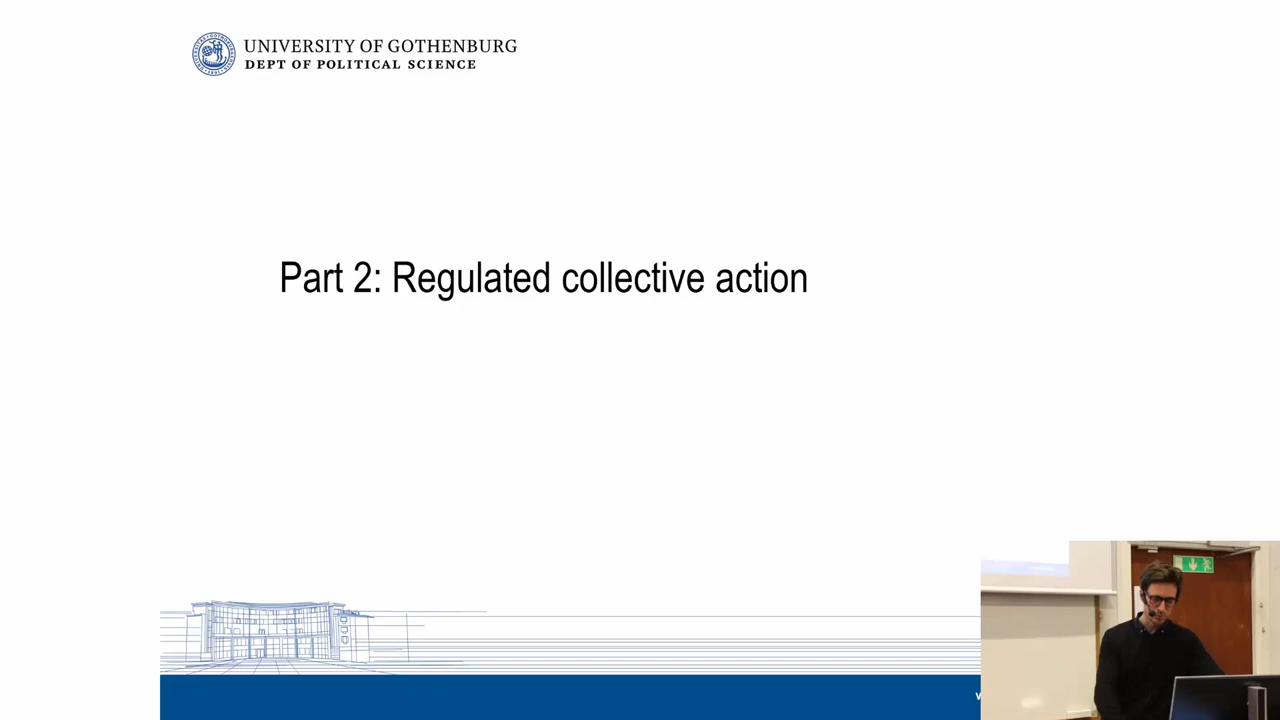 UNIVERSITY OF GOTHENBURG
DEPT OF POLITICAL SCIENCE
Part 2: Regulated collective action